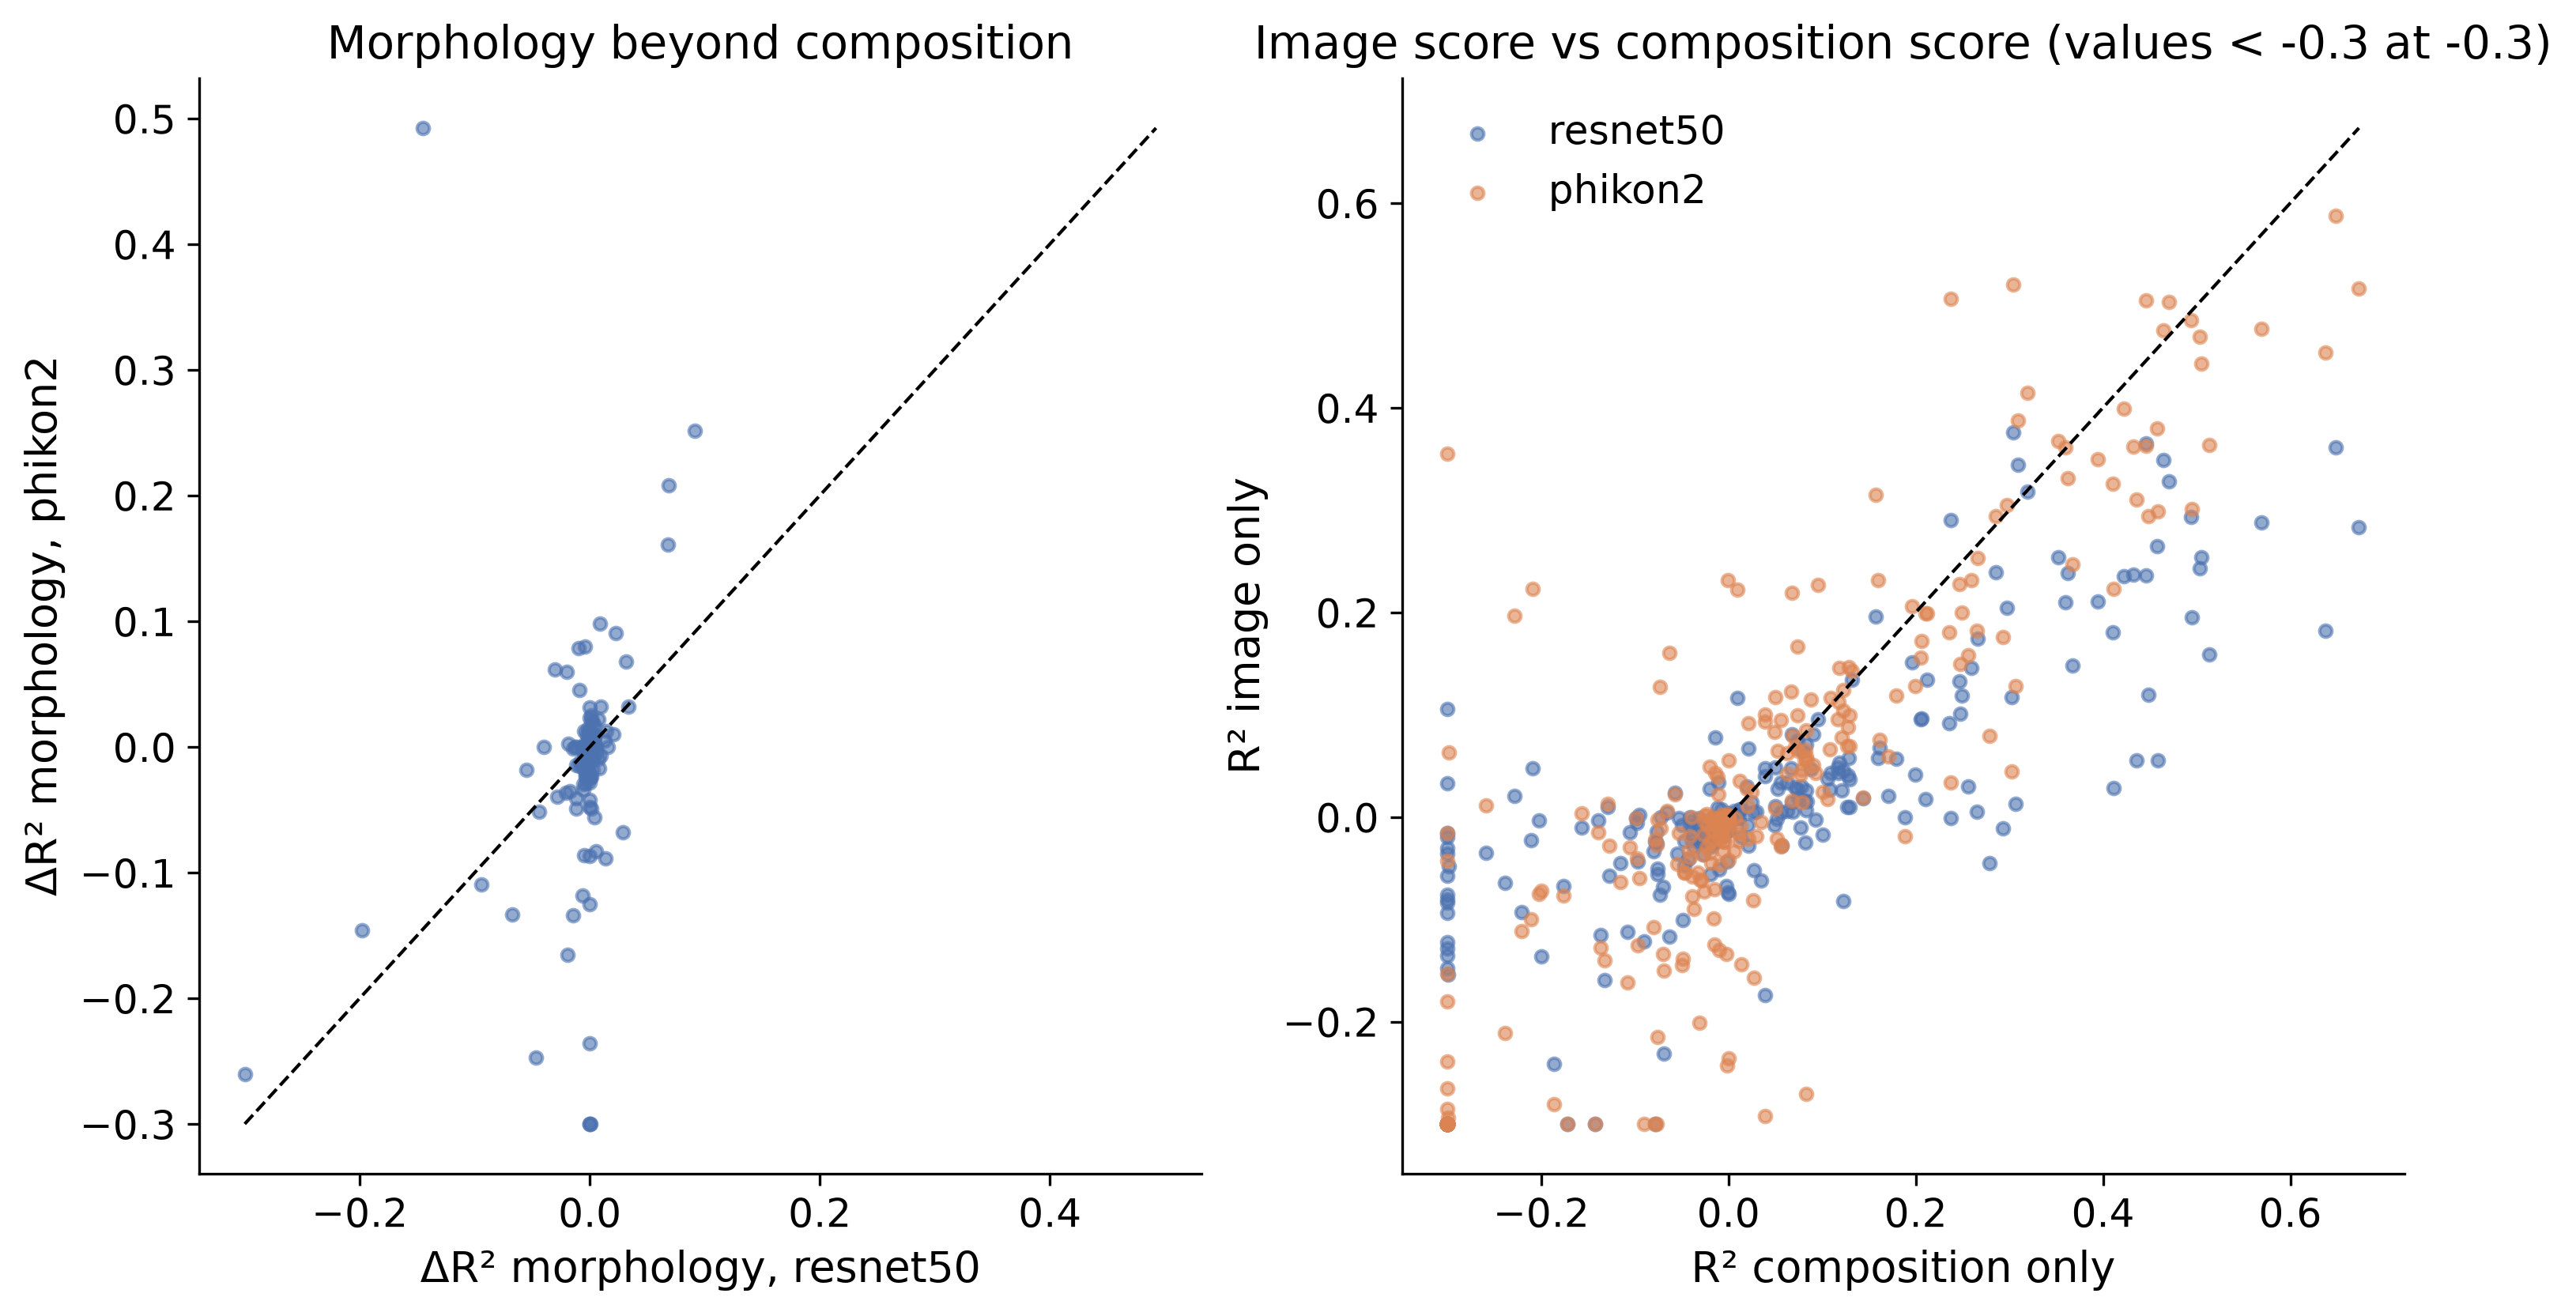 Morphology beyond composition
0.5
0.4
0.3
0.2
0.1
0.0
−0.1
−0.2
−0.3
ΔR² morphology, phikon2
−0.2
0.0
0.2
0.4
ΔR² morphology, resnet50
Image score vs composition score (values < -0.3 at -0.3)
resnet50
phikon2
0.6
0.4
0.2
0.0
−0.2
R² image only
−0.2
0.0
0.2
0.4
0.6
R² composition only